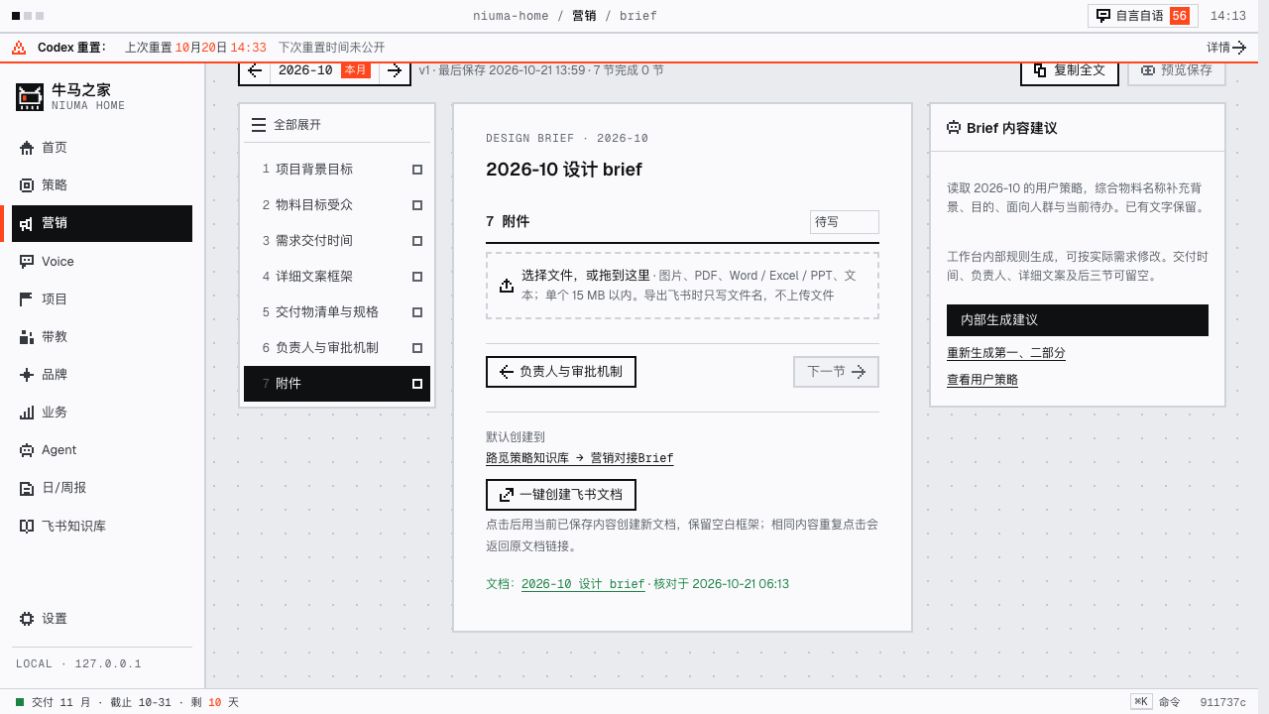 niuma-home / 营销 / brief
自言自语 56
14:13
Codex 重置： 上次重置 10月20日 14:33 下次重置时间未公开
详情
牛马之家
NIUMA HOME
首页
策略
营销
Voice
项目
带教
品牌
业务
Agent
日/周报
飞书知识库
设置
LOCAL · 127.0.0.1
2026-10 本月
v1 · 最后保存 2026-10-21 13:59 · 7 节完成 0 节
复制全文
预览保存
全部展开
1 项目背景目标
2 物料目标受众
3 需求交付时间
4 详细文案框架
5 交付物清单与规格
6 负责人与审批机制
7 附件
DESIGN BRIEF · 2026-10
2026-10 设计 brief
7 附件
待写
选择文件，或拖到这里 · 图片、PDF、Word / Excel / PPT、文
本；单个 15 MB 以内。导出飞书时只写文件名，不上传文件
负责人与审批机制
下一节
默认创建到
路觅策略知识库 → 营销对接Brief
一键创建飞书文档
点击后用当前已保存内容创建新文档，保留空白框架；相同内容重复点击会
返回原文档链接。
文档： 2026-10 设计 brief · 核对于 2026-10-21 06:13
Brief 内容建议
读取 2026-10 的用户策略，综合物料名称补充背
景、目的、面向人群与当前待办。已有文字保留。
工作台内部规则生成，可按实际需求修改。交付时
间、负责人、详细文案及后三节可留空。
内部生成建议
重新生成第一、二部分
查看用户策略
交付 11 月 · 截止 10-31 · 剩 10 天
⌘K 命令
911737c